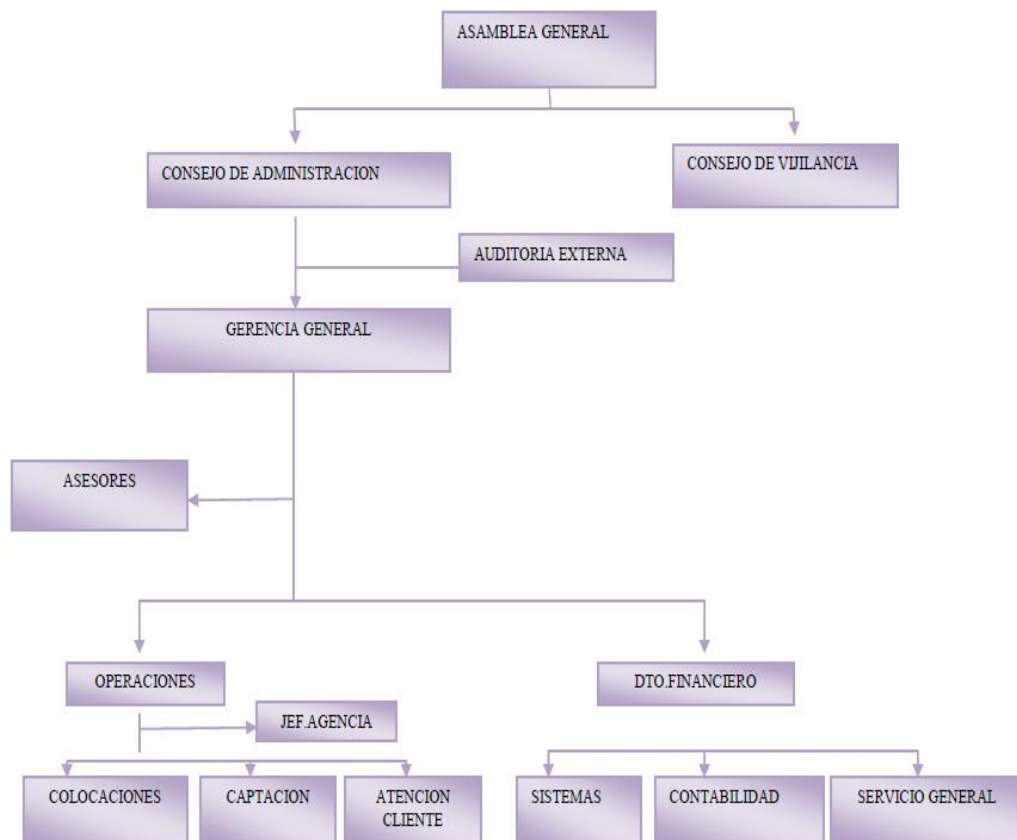 ASAMBLEA GENERAL
CONSEJO DE ADMINISTRACION
CONSEJO DE VIJILANCIA
AUDITORIA EXTERNA
GERENCIA GENERAL
ASESORES
OPERACIONES
DTO.FINANCIERO
JEF.AGENCIA
COLOCACIONES
CAPTACION
ATENCION
CLIENTE
SISTEMAS
CONTABILIDAD
SERVICIO GENERAL